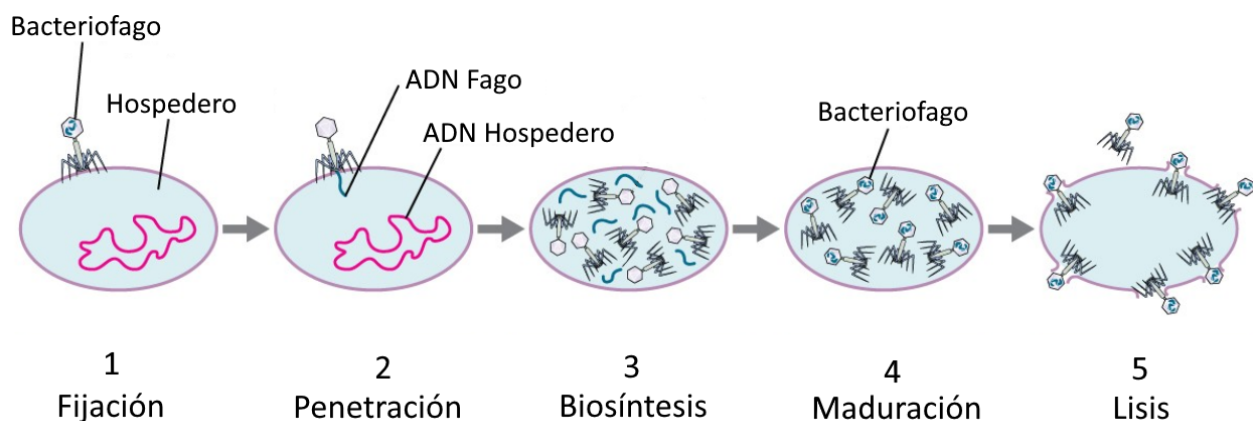 Bacteriofago
Hospedero
ADN Fago
ADN Hospedero
Bacteriofago
1
Fijación
2
Penetración
3
Biosíntesis
4
Maduración
5
Lisis